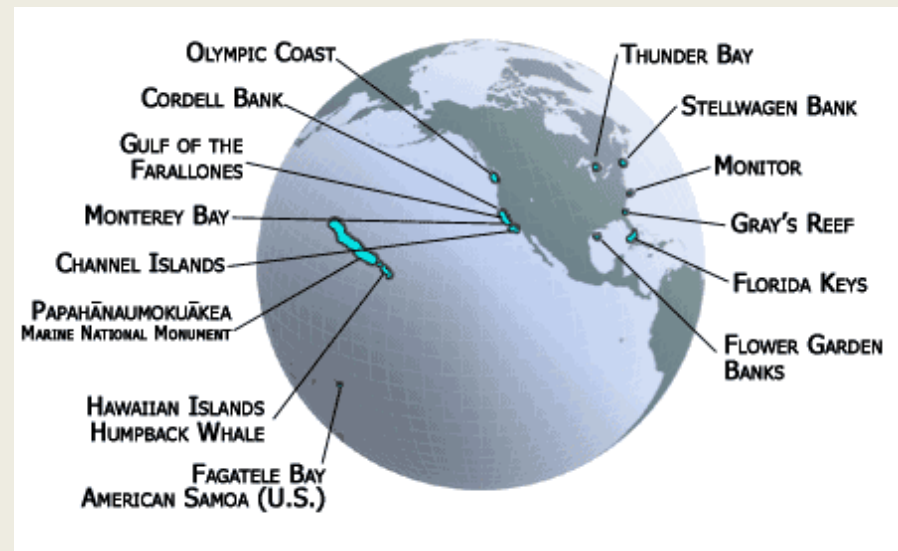 OLYMPIC COAST
CORDELL BANK
GULF OF THE
FARALLONES
MONTEREY BAY
CHANNEL ISLANDS
PAPAHĀNAUMOKUĀKEA
MARINE NATIONAL MONUMENT
HAWAIIAN ISLANDS
HUMPBACK WHALE
FAGATELE BAY
AMERICAN SAMOA (U.S.)
THUNDER BAY
STELLWAGEN BANK
MONITOR
GRAY'S REEF
FLORIDA KEYS
FLOWER GARDEN
BANKS